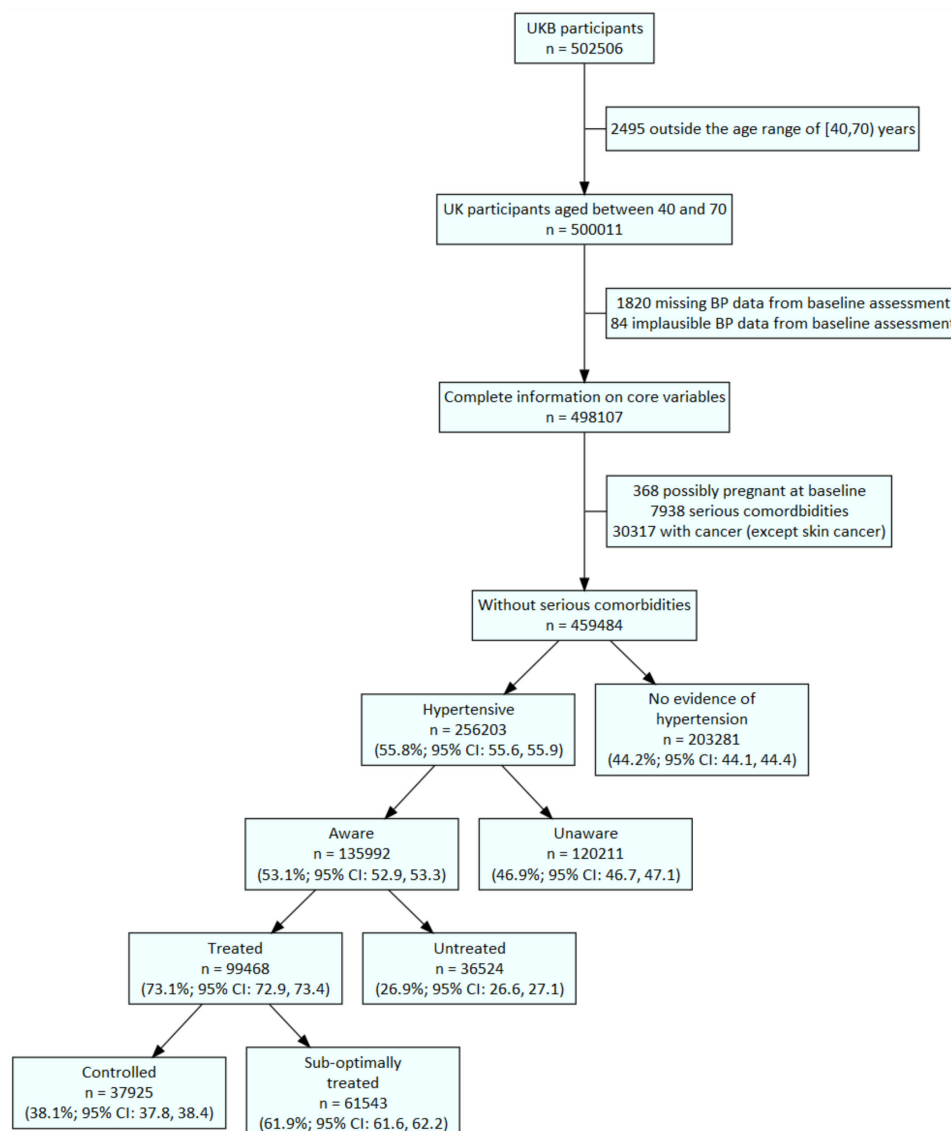 UKB participants
n = 502506
2495 outside the age range of [40,70) years
UK participants aged between 40 and 70
n = 500011
1820 missing BP data from baseline assessment
84 implausible BP data from baseline assessment
Complete information on core variables
n = 498107
368 possibly pregnant at baseline
7938 serious comordbidities
30317 with cancer (except skin cancer)
Without serious comorbidities
n = 459484
Hypertensive
n = 256203
(55.8%; 95% CI: 55.6, 55.9)
No evidence of
hypertension
n = 203281
(44.2%; 95% CI: 44.1, 44.4)
Aware
n = 135992
(53.1%; 95% CI: 52.9, 53.3)
Unaware
n = 120211
(46.9%; 95% CI: 46.7, 47.1)
Treated
n = 99468
(73.1%; 95% CI: 72.9, 73.4)
Untreated
n = 36524
(26.9%; 95% CI: 26.6, 27.1)
Controlled
n = 37925
(38.1%; 95% CI: 37.8, 38.4)
Sub-optimally
treated
n = 61543
(61.9%; 95% CI: 61.6, 62.2)